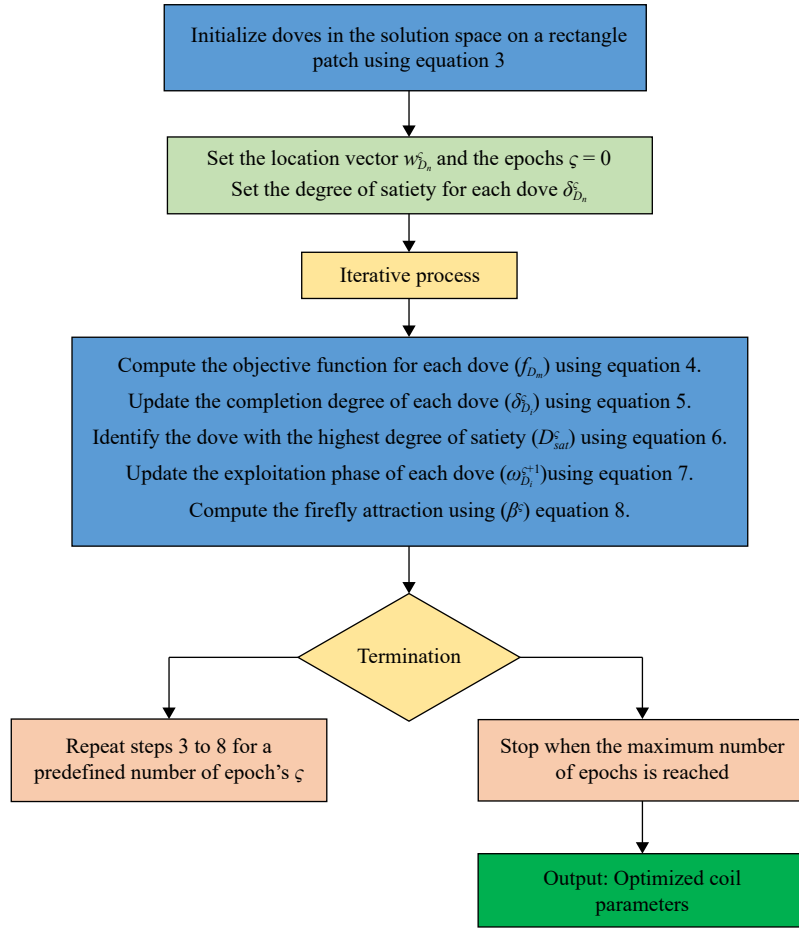 Initialize doves in the solution space on a rectangle
patch using equation 3
Set the location vector $w_{D_n}^{ς}$ and the epochs ς = 0
Set the degree of satiety for each dove $δ_{D_n}^{ς}$
Iterative process
Compute the objective function for each dove ($f_{D_m}$) using equation 4.
Update the completion degree of each dove ($δ_{D_i}^{ς}$) using equation 5.
Identify the dove with the highest degree of satiety ($D_{sat}^{ς}$) using equation 6.
Update the exploitation phase of each dove ($ω_{D_i}^{ς+1}$)using equation 7.
Compute the firefly attraction using ($β^{ς}$) equation 8.
Termination
Repeat steps 3 to 8 for a
predefined number of epoch’s ς
Stop when the maximum number
of epochs is reached
Output: Optimized coil
parameters